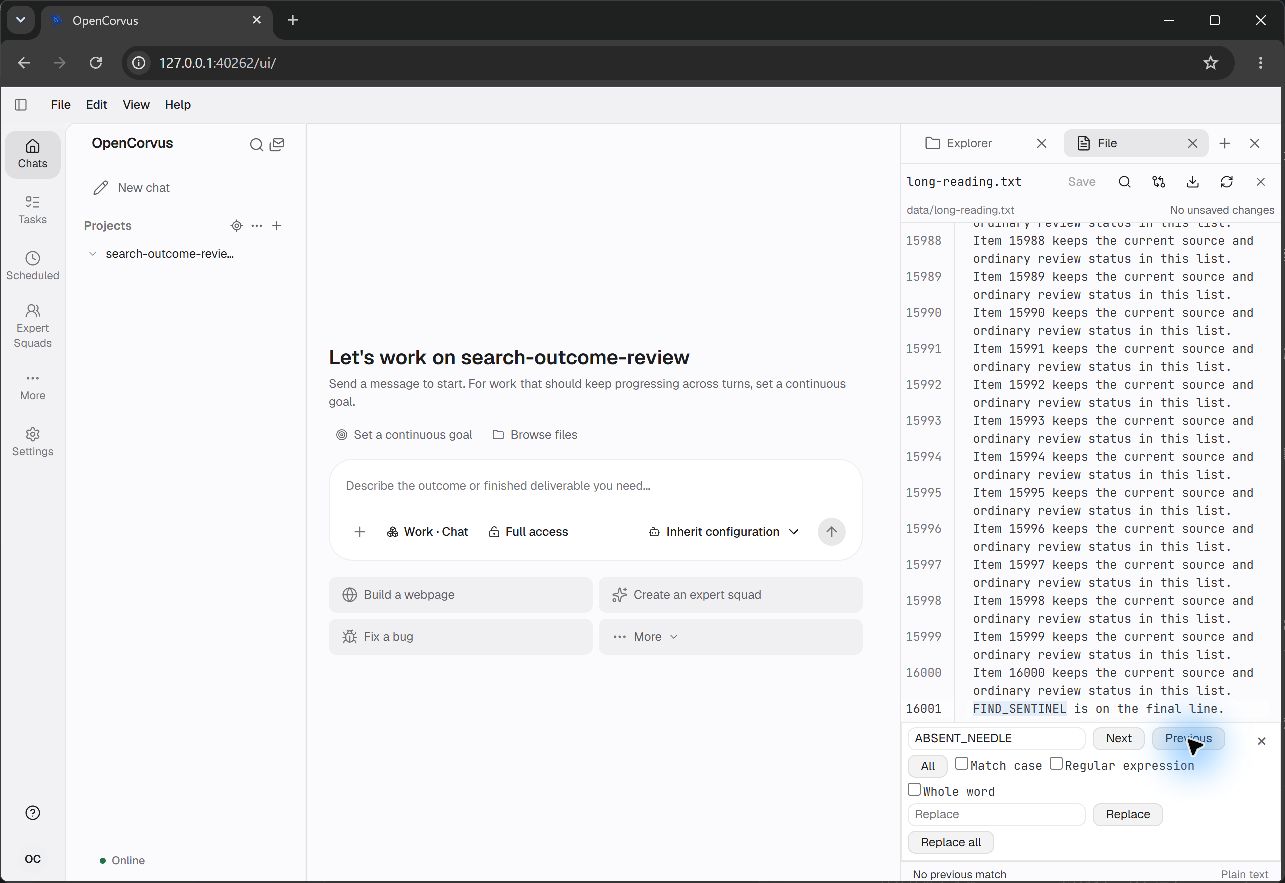 OpenCorvus
127.0.0.1:40262/ui/
File Edit View Help
Chats
Tasks
Scheduled
Expert
Squads
More
Settings
OC
OpenCorvus
New chat
Projects
search-outcome-revie...
Online
Let's work on search-outcome-review
Send a message to start. For work that should keep progressing across turns, set a continuous
goal.
Set a continuous goal Browse files
Describe the outcome or finished deliverable you need...
Work · Chat Full access Inherit configuration
Build a webpage Create an expert squad
Fix a bug More
Explorer File
long-reading.txt Save
data/long-reading.txt No unsaved changes
ordinary review status in this list.
15988 Item 15988 keeps the current source and
ordinary review status in this list.
15989 Item 15989 keeps the current source and
ordinary review status in this list.
15990 Item 15990 keeps the current source and
ordinary review status in this list.
15991 Item 15991 keeps the current source and
ordinary review status in this list.
15992 Item 15992 keeps the current source and
ordinary review status in this list.
15993 Item 15993 keeps the current source and
ordinary review status in this list.
15994 Item 15994 keeps the current source and
ordinary review status in this list.
15995 Item 15995 keeps the current source and
ordinary review status in this list.
15996 Item 15996 keeps the current source and
ordinary review status in this list.
15997 Item 15997 keeps the current source and
ordinary review status in this list.
15998 Item 15998 keeps the current source and
ordinary review status in this list.
15999 Item 15999 keeps the current source and
ordinary review status in this list.
16000 Item 16000 keeps the current source and
ordinary review status in this list.
16001 FIND_SENTINEL is on the final line.
ABSENT_NEEDLE Next Previous
All Match case Regular expression
Whole word
Replace Replace
Replace all
No previous match Plain text